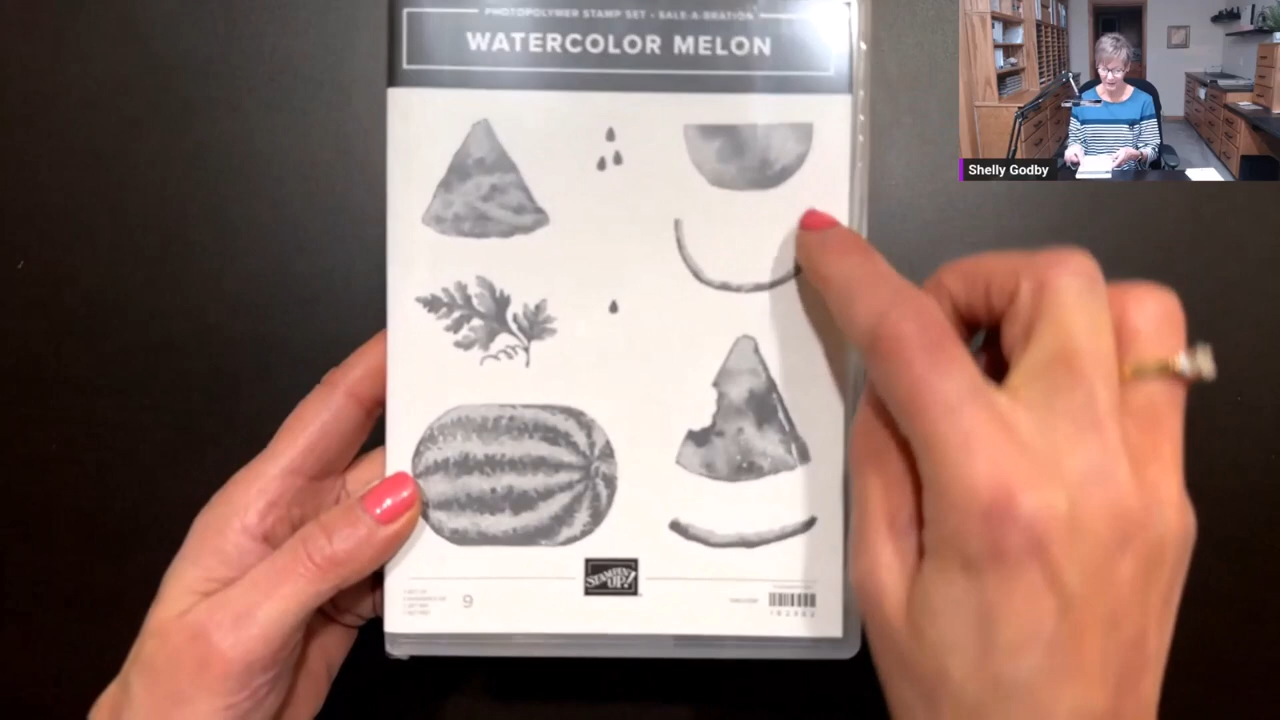 PHOTOPOLYMER STAMP SET • SALE-A-BRATION
WATERCOLOR MELON
Shelly Godby
STAMPIN' UP!
9